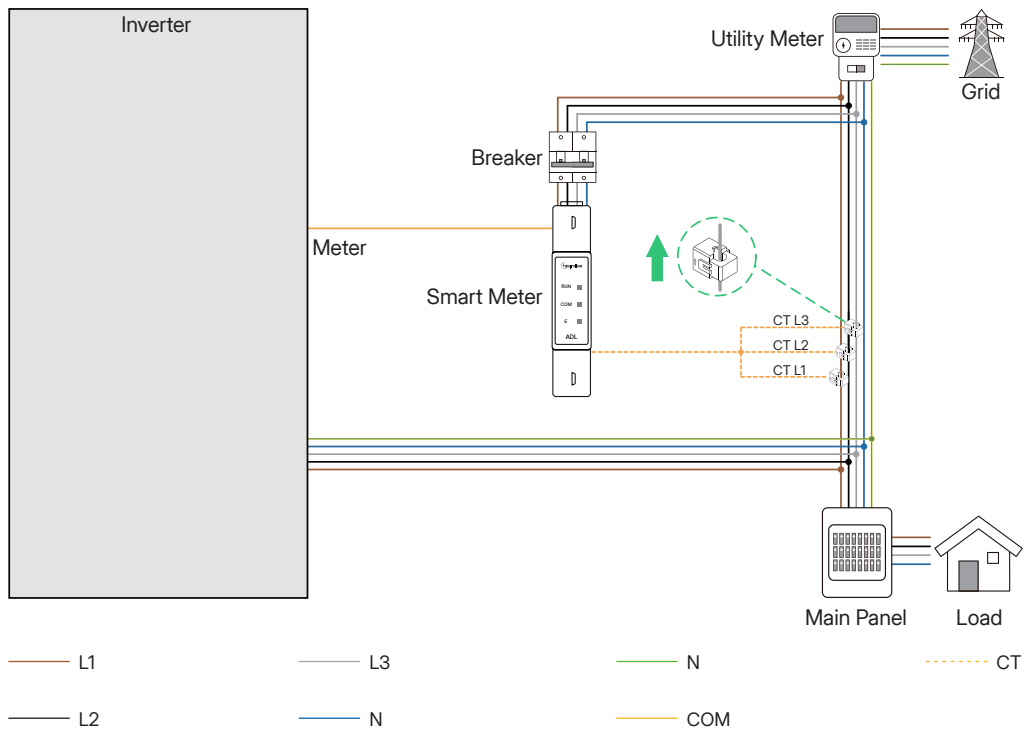 Inverter
Utility Meter
Grid
Breaker
Meter
Smart Meter
RUN
COM
E
ADL
CT L3
CT L2
CT L1
Main Panel
Load
L1
L3
N
CT
L2
N
COM